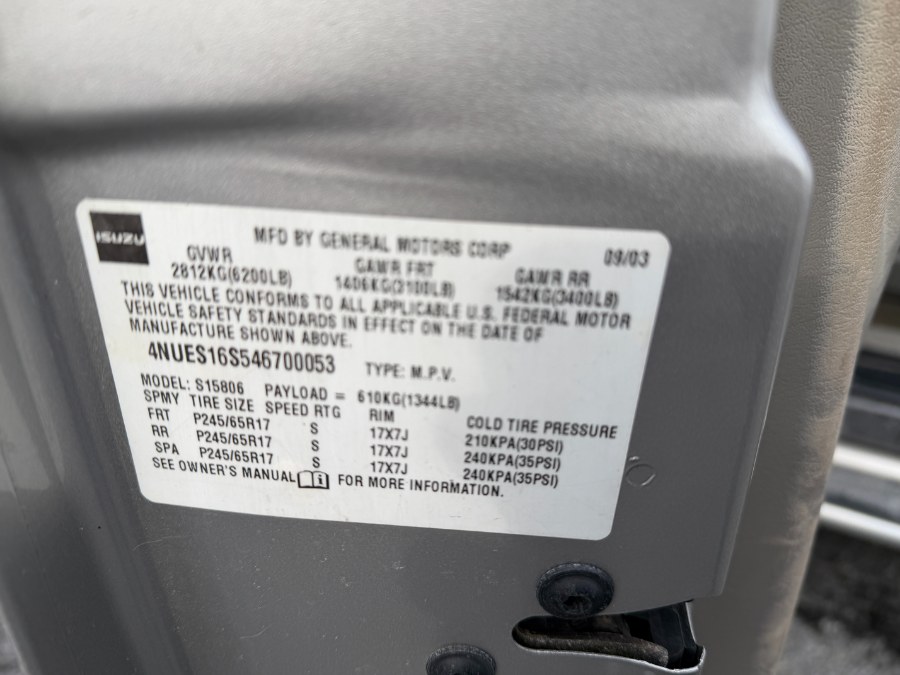 ISUZU
MFD BY GENERAL MOTORS CORP 09/03
GVWR GAWR FRT GAWR RR
2812KG(6200LB) 1406KG(3100LB) 1542KG(3400LB)
THIS VEHICLE CONFORMS TO ALL APPLICABLE U.S. FEDERAL MOTOR
VEHICLE SAFETY STANDARDS IN EFFECT ON THE DATE OF
MANUFACTURE SHOWN ABOVE.
4NUES16S546700053 TYPE: M.P.V.
MODEL: S15806 PAYLOAD = 610KG(1344LB)
SPMY TIRE SIZE SPEED RTG RIM COLD TIRE PRESSURE
FRT P245/65R17 S 17X7J 210KPA(30PSI)
RR P245/65R17 S 17X7J 240KPA(35PSI)
SPA P245/65R17 S 17X7J 240KPA(35PSI)
SEE OWNER'S MANUAL FOR MORE INFORMATION.